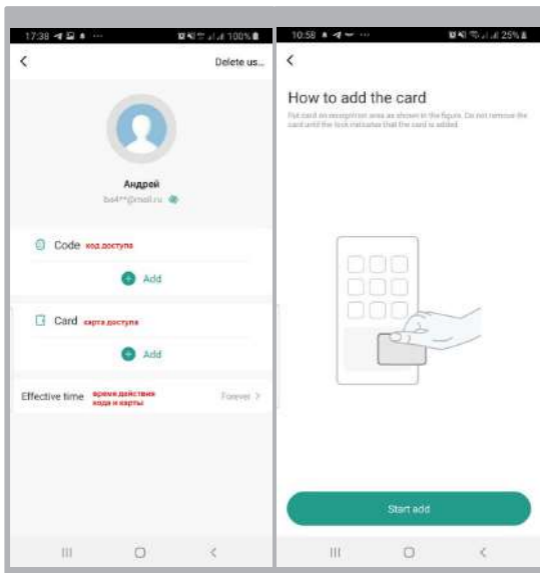 17:38 100%
Delete us...
Андрей
ba4**@mail.ru
Code код доступа
Add
Card карта доступа
Add
Effective time время действия
кода и карты
Forever >
10:58 25%
How to add the card
Put card on recognition area as shown in the figure. Do not remove the
card until the lock indicates that the card is added.
Start add